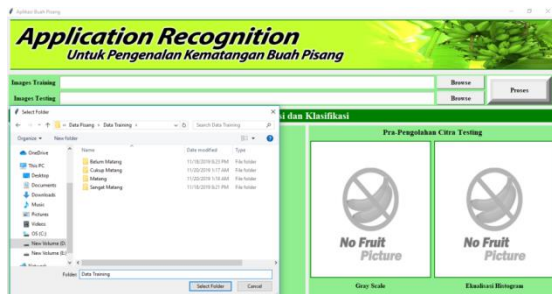 Aplikasi Buah Pisang
Application Recognition
Untuk Pengenalan Kematangan Buah Pisang
Images Training
Browse
Images Testing
Browse
Proses
si dan Klasifikasi
Pra-Pengolahan Citra Testing
No Fruit
Picture
Gray Scale
No Fruit
Picture
Ekualisasi Histogram
Select Folder
Data Pisang > Data Training >
Search Data Training
Organize
New folder
OneDrive
This PC
Desktop
Documents
Downloads
Music
Pictures
Videos
OS (C:)
New Volume (D:
New Volume (E:
Name
Date modified
Type
Belum Matang
11/18/2019 6:23 PM
File folder
Cukup Matang
11/20/2019 1:17 AM
File folder
Matang
11/20/2019 1:16 AM
File folder
Sangat Matang
11/18/2019 6:21 PM
File folder
Folder:
Data Training
Select Folder
Cancel